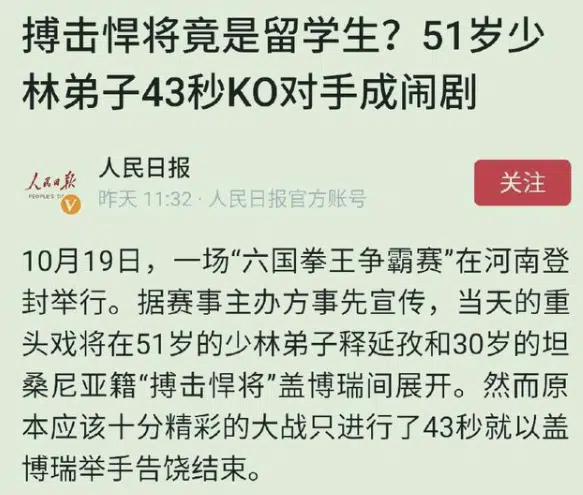 搏击悍将竟是留学生？51岁少
林弟子43秒KO对手成闹剧
人民日报
人民日报
PEOPLE'S D
V
昨天 11:32 · 人民日报官方账号
关注
10月19日，一场“六国拳王争霸赛”在河南登
封举行。据赛事主办方事先宣传，当天的重
头戏将在51岁的少林弟子释延孜和30岁的坦
桑尼亚籍“搏击悍将”盖博瑞间展开。然而原
本应该十分精彩的大战只进行了43秒就以盖
博瑞举手告饶结束。